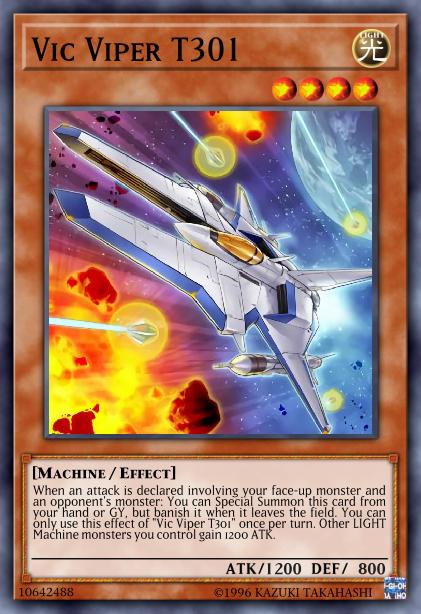 Vic Viper T301
LIGHT
光
[Machine / Effect]
When an attack is declared involving your face-up monster and
an opponent's monster: You can Special Summon this card from
your hand or GY, but banish it when it leaves the field. You can
only use this effect of "Vic Viper T301" once per turn. Other LIGHT
Machine monsters you control gain 1200 ATK.
ATK/1200 DEF/ 800
10642488
©1996 KAZUKI TAKAHASHI